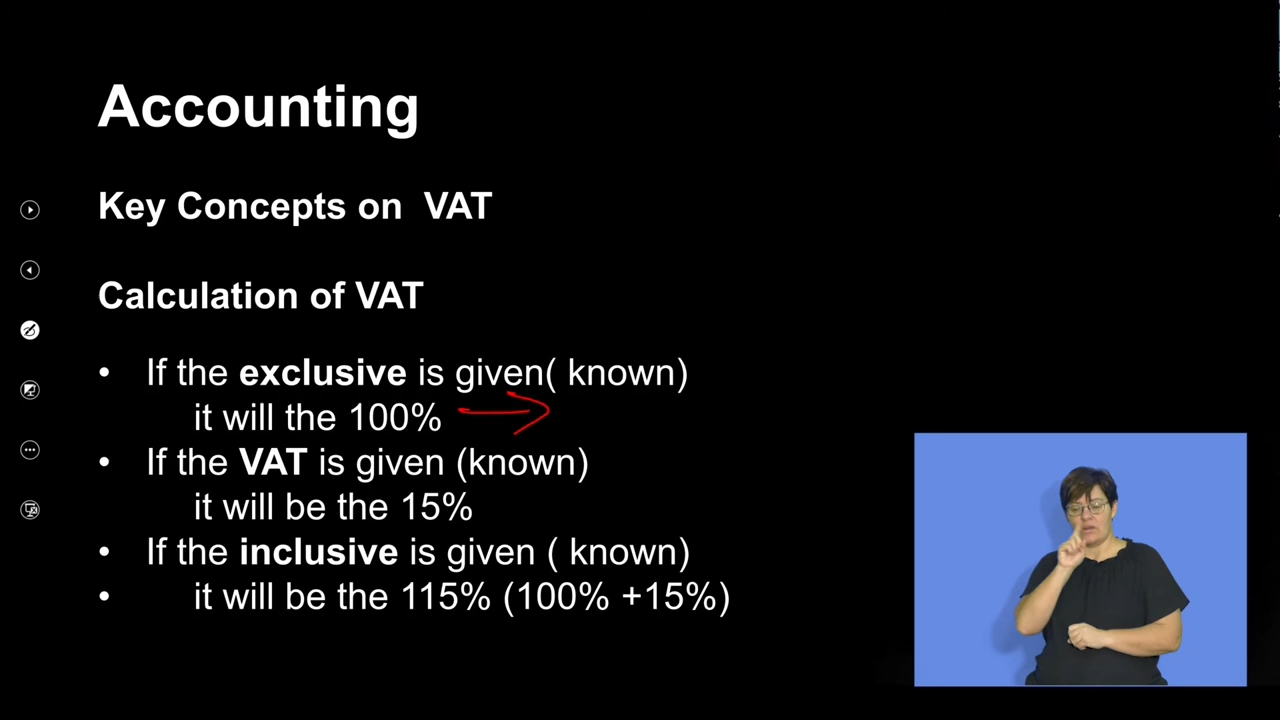 Accounting
Key Concepts on VAT
Calculation of VAT
• If the exclusive is given( known)
it will the 100%
• If the VAT is given (known)
it will be the 15%
• If the inclusive is given ( known)
• it will be the 115% (100% +15%)